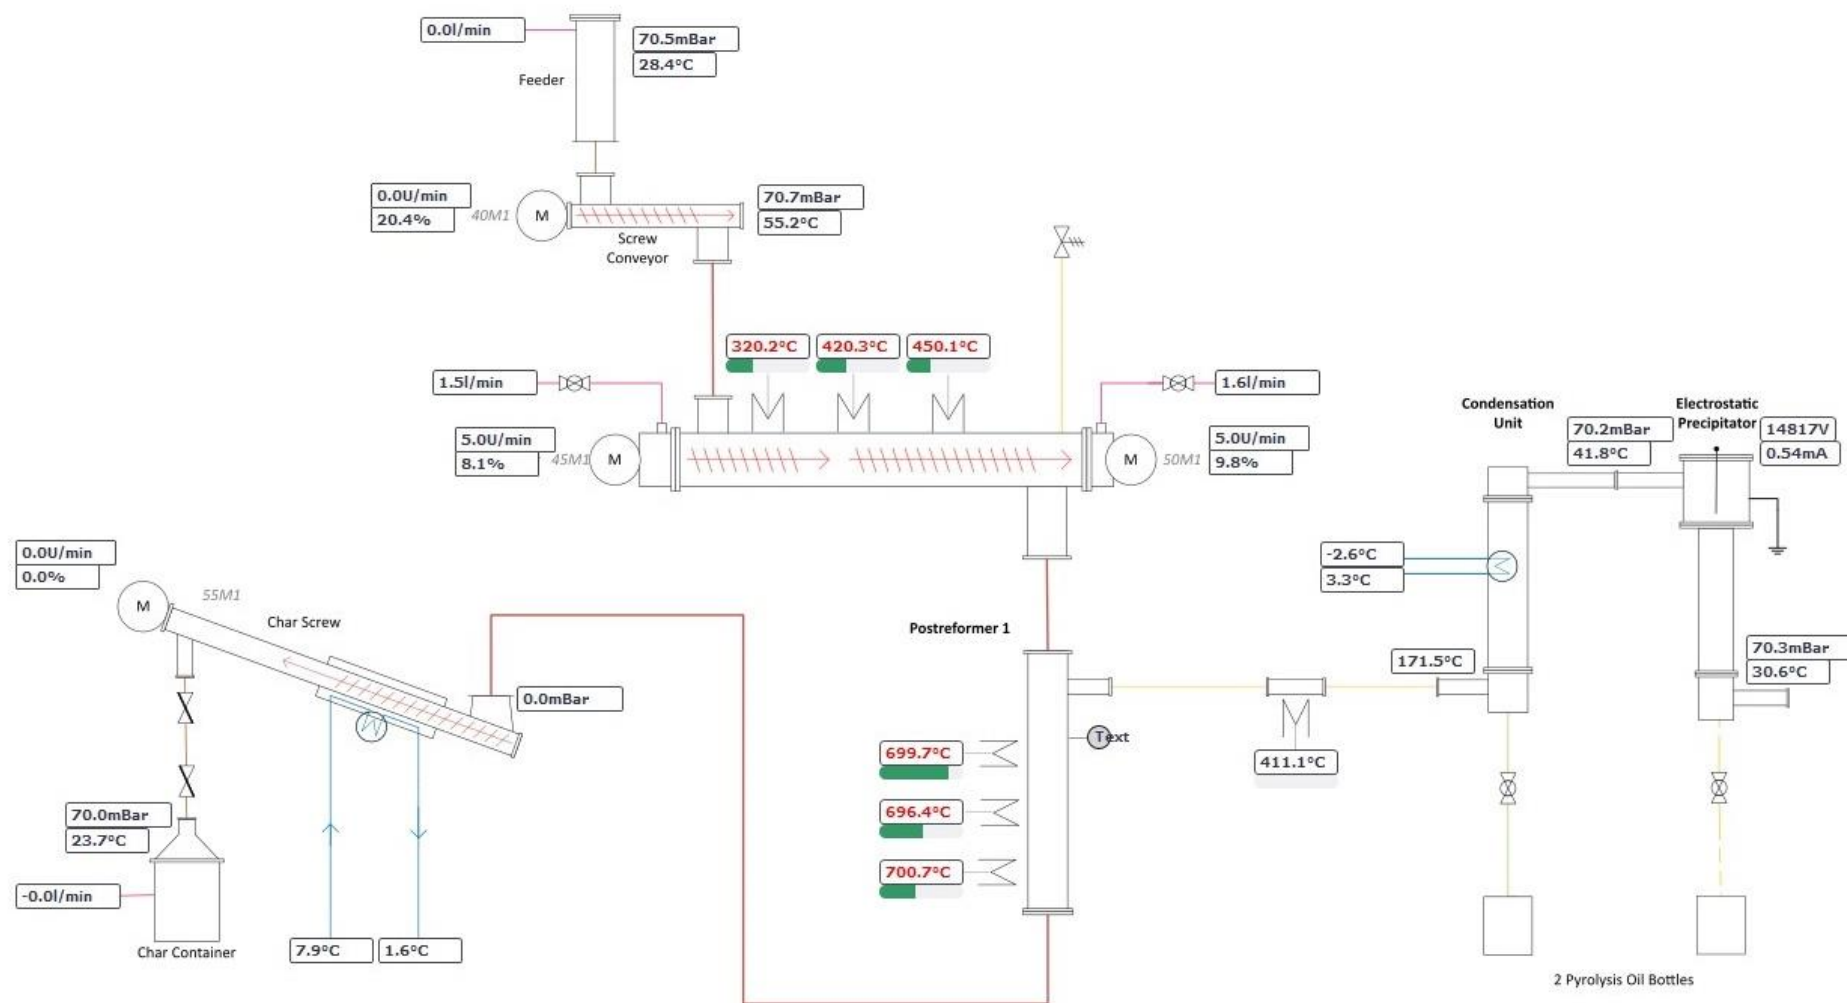 0.0l/min
70.5mBar
28.4°C
Feeder
0.0U/min
20.4%
40M1
M
70.7mBar
55.2°C
Screw
Conveyor
320.2°C
420.3°C
450.1°C
1.5l/min
1.6l/min
5.0U/min
8.1%
45M1
M
M
50M1
5.0U/min
9.8%
Condensation
Unit
70.2mBar
41.8°C
Electrostatic
Precipitator
14817V
0.54mA
-2.6°C
3.3°C
0.0U/min
0.0%
M
55M1
Char Screw
0.0mBar
Postreformer 1
171.5°C
70.3mBar
30.6°C
Text
699.7°C
696.4°C
700.7°C
411.1°C
70.0mBar
23.7°C
-0.0l/min
Char Container
7.9°C
1.6°C
2 Pyrolysis Oil Bottles